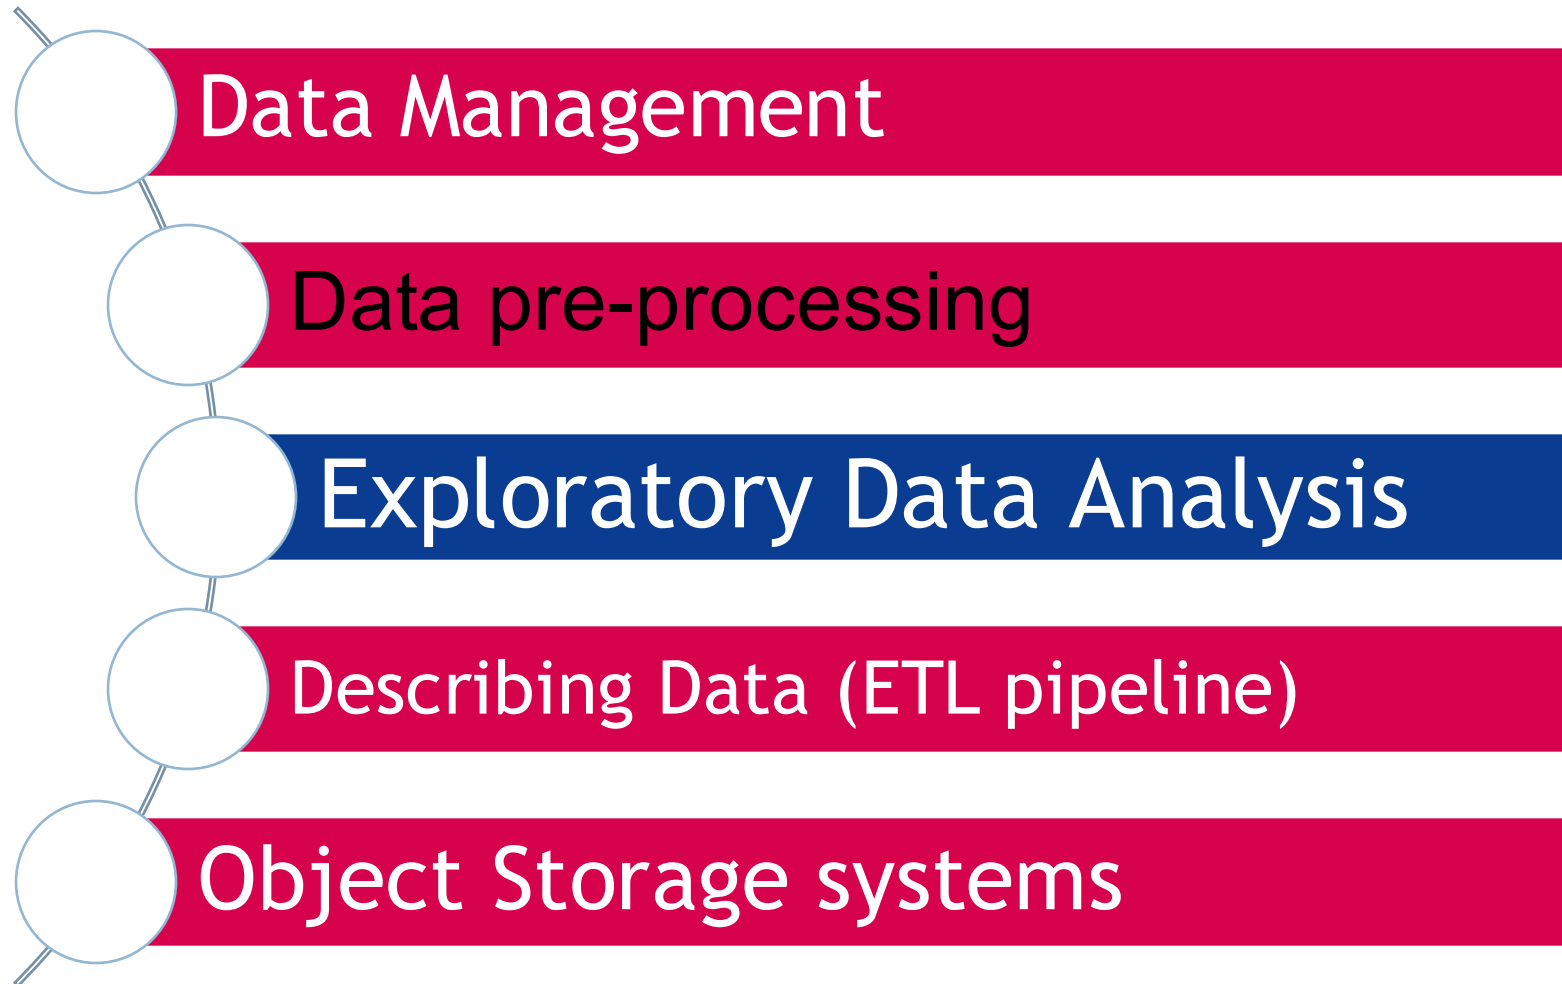 Data Management
Data pre-processing
Exploratory Data Analysis
Describing Data (ETL pipeline)
Object Storage systems